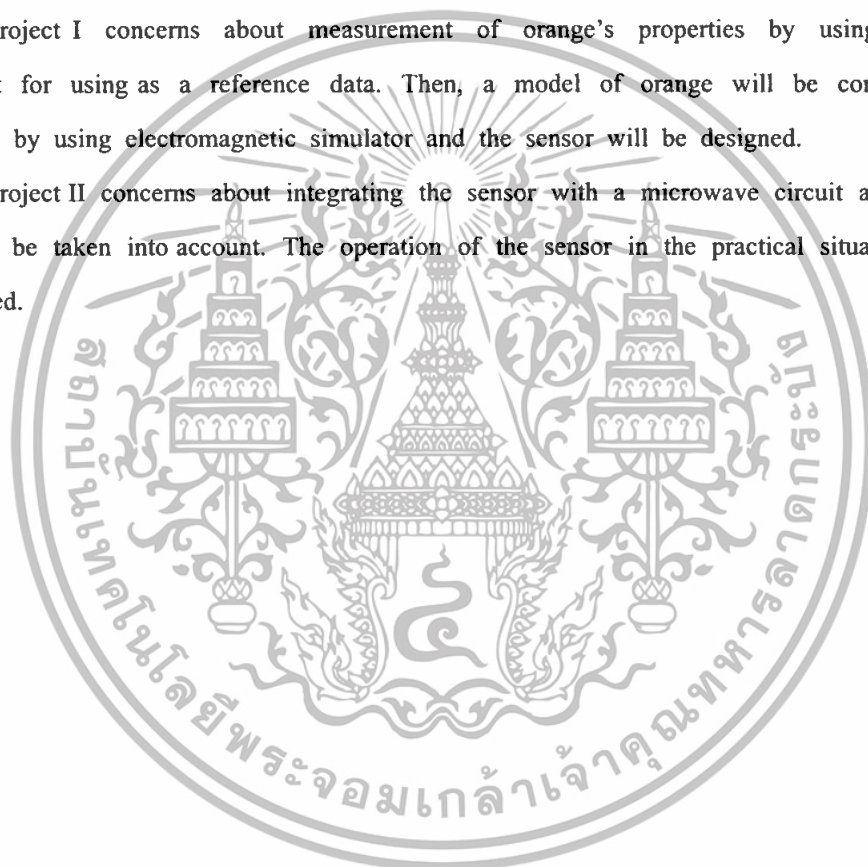 roject I concerns about measurement of orange's properties by using
for using as a reference data. Then, a model of orange will be
by using electromagnetic simulator and the sensor will be designed.
roject II concerns about integrating the sensor with a microwave circuit a
be taken into account. The operation of the sensor in the practical situa
ed.
สถาบันเทคโนโลยีพระจอมเกล้าเจ้าคุณทหารลาดกระบัง
๔